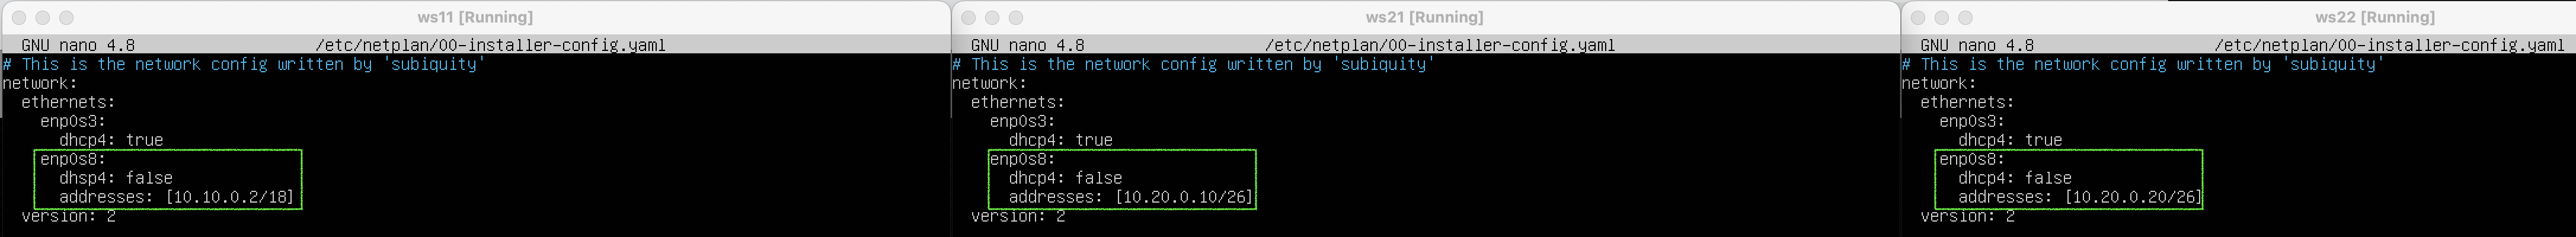 ws11 [Running]
GNU nano 4.8 /etc/netplan/00-installer-config.yaml
# This is the network config written by 'subiquity'
network:
  ethernets:
    enp0s3:
      dhcp4: true
    enp0s8:
      dhsp4: false
      addresses: [10.10.0.2/18]
  version: 2
ws21 [Running]
GNU nano 4.8 /etc/netplan/00-installer-config.yaml
# This is the network config written by 'subiquity'
network:
  ethernets:
    enp0s3:
      dhcp4: true
    enp0s8:
      dhcp4: false
      addresses: [10.20.0.10/26]
  version: 2
ws22 [Running]
GNU nano 4.8 /etc/netplan/00-installer-config.yaml
# This is the network config written by 'subiquity'
network:
  ethernets:
    enp0s3:
      dhcp4: true
    enp0s8:
      dhcp4: false
      addresses: [10.20.0.20/26]
  version: 2